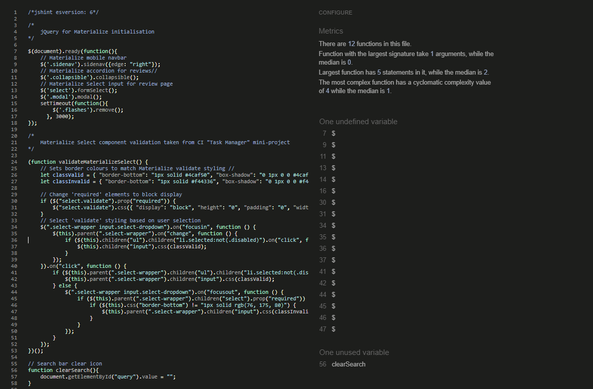 1 /*jshint esversion: 6*/
2
3 /*
4 jQuery for Materialize initialisation
5 */
6
7 $(document).ready(function(){
8 // Materialize mobile navbar
9 $('.sidenav').sidenav({edge: "right"});
10 // Materialize accordion for reviews//
11 $('.collapsible').collapsible();
12 // Materialize Select input for review page
13 $('select').formSelect();
14 $('.modal').modal();
15 setTimeout(function(){
16 $('.flashes').remove();
17 }, 3000);
18 });
19
20 /*
21 Materialize Select component validation taken from CI "Task Manager" mini-project
22 */
23
24 (function validateMaterializeSelect() {
25 // Sets border colours to match Materialize validate styling //
26 let classValid = { "border-bottom": "1px solid #4caf50", "box-shadow": "0 1px 0 0 #4caf
27 let classInvalid = { "border-bottom": "1px solid #f44336", "box-shadow": "0 1px 0 0 #f4
28
29 // Change 'required' elements to block display
30 if ($("select.validate").prop("required")) {
31 $("select.validate").css({ "display": "block", "height": "0", "padding": "0", "widt
32 }
33 // Select 'validate' styling based on user selection
34 $(".select-wrapper input.select-dropdown").on("focusin", function () {
35 $(this).parent(".select-wrapper").on("change", function () {
36 if ($(this).children("ul").children("li.selected:not(.disabled)").on("click", f
37 $(this).children("input").css(classValid);
38 }
39 });
40 }).on("click", function () {
41 if ($(this).parent(".select-wrapper").children("ul").children("li.selected:not(.dis
42 $(this).parent(".select-wrapper").children("input").css(classValid);
43 } else {
44 $(".select-wrapper input.select-dropdown").on("focusout", function () {
45 if ($(this).parent(".select-wrapper").children("select").prop("required"))
46 if ($(this).css("border-bottom") != "1px solid rgb(76, 175, 80)") {
47 $(this).parent(".select-wrapper").children("input").css(classInvali
48 }
49 }
50 });
51 }
52 });
53 })();
54
55 // Search bar clear icon
56 function clearSearch(){
57 document.getElementById("query").value = "";
58 }
CONFIGURE
Metrics
There are 12 functions in this file.
Function with the largest signature take 1 arguments, while the
median is 0.
Largest function has 5 statements in it, while the median is 2.
The most complex function has a cyclomatic complexity value
of 4 while the median is 1.
One undefined variable
7 $
9 $
11 $
13 $
14 $
16 $
30 $
31 $
34 $
35 $
36 $
37 $
41 $
42 $
44 $
45 $
46 $
47 $
One unused variable
56 clearSearch